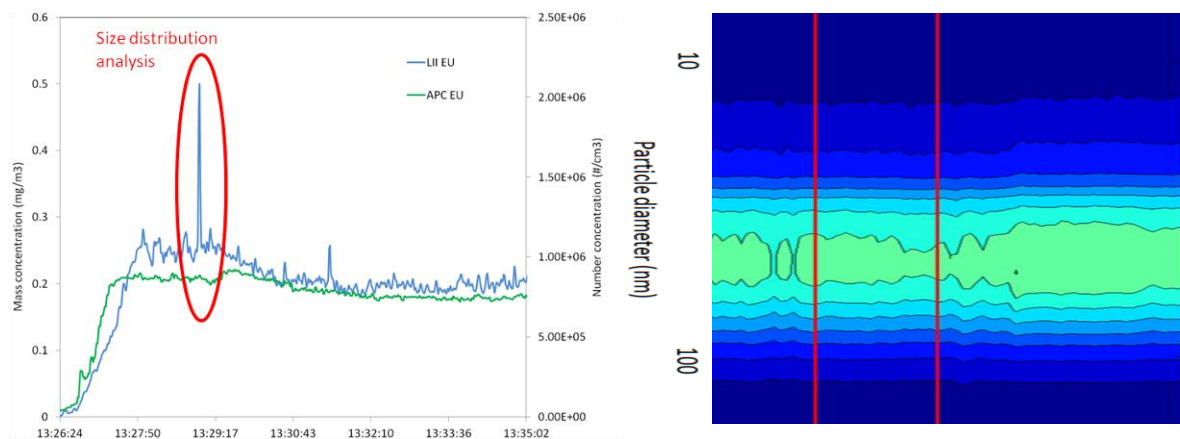 0.6
0.5
0.4
0.3
0.2
0.1
0
Mass concentration (mg/m3)
Size distribution
analysis
LII EU
APC EU
2.50E+06
2.00E+06
1.50E+06
1.00E+06
5.00E+05
0.00E+00
Number concentration (#/cm3)
13:26:24
13:27:50
13:29:17
13:30:43
13:32:10
13:33:36
13:35:02
10
Particle diameter (nm)
100